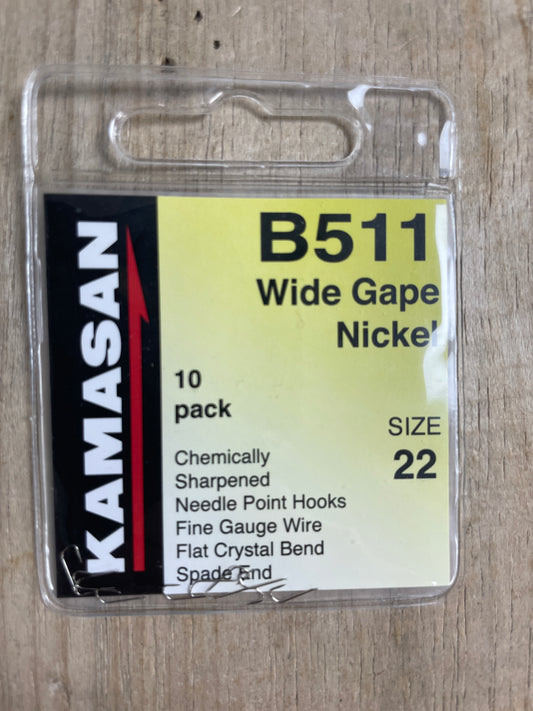 KAMASAN
B511
Wide Gape
Nickel
10
pack
SIZE
22
Chemically
Sharpened
Needle Point Hooks
Fine Gauge Wire
Flat Crystal Bend
Spade End